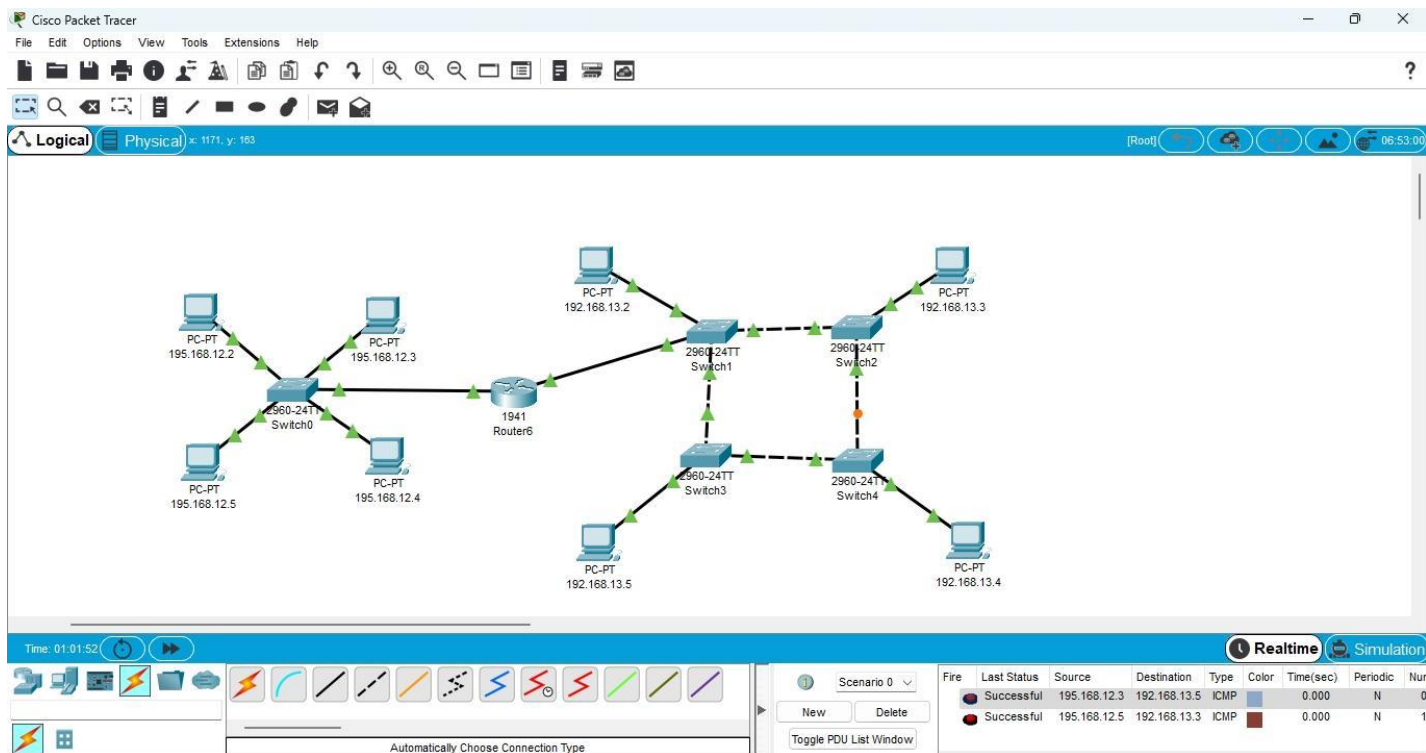 Cisco Packet Tracer
File Edit Options View Tools Extensions Help
?
Logical Physical x: 1171, y: 163 [Root] 06:53:00
PC-PT
192.168.13.2
PC-PT
192.168.13.3
PC-PT
195.168.12.2
PC-PT
195.168.12.3
2960-24TT
Switch1
2960-24TT
Switch2
2960-24TT
Switch0
1941
Router6
PC-PT
195.168.12.5
PC-PT
195.168.12.4
2960-24TT
Switch3
2960-24TT
Switch4
PC-PT
192.168.13.5
PC-PT
192.168.13.4
Time: 01:01:52 Realtime Simulation
Scenario 0
New Delete
Toggle PDU List Window
Fire Last Status Source Destination Type Color Time(sec) Periodic Nur
Successful 195.168.12.3 192.168.13.5 ICMP 0.000 N 0
Successful 195.168.12.5 192.168.13.3 ICMP 0.000 N 1
Automatically Choose Connection Type